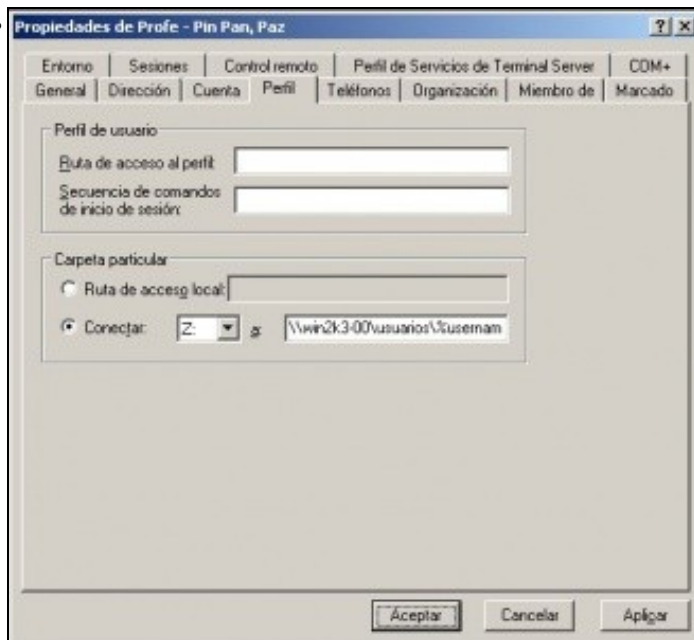 Propiedades de Profe - Pin Pan, Paz
Entorno Sesiones Control remoto Perfil de Servicios de Terminal Server COM+
General Dirección Cuenta Perfil Teléfonos Organización Miembro de Marcado
Perfil de usuario
Ruta de acceso al perfil:
Secuencia de comandos
de inicio de sesión:
Carpeta particular
Ruta de acceso local:
Conectar: Z: a: \\win2k3-00\usuarios\%usernam
Aceptar Cancelar Aplicar